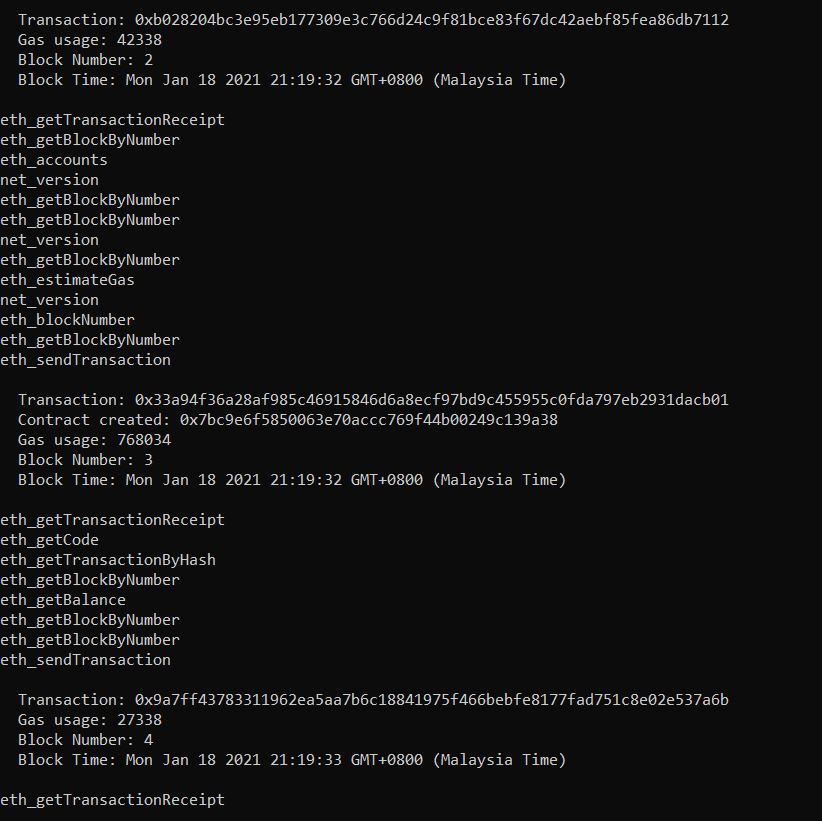 Transaction: 0xb028204bc3e95eb177309e3c766d24c9f81bce83f67dc42aebf85fea86db7112
Gas usage: 42338
Block Number: 2
Block Time: Mon Jan 18 2021 21:19:32 GMT+0800 (Malaysia Time)
eth_getTransactionReceipt
eth_getBlockByNumber
eth_accounts
net_version
eth_getBlockByNumber
eth_getBlockByNumber
net_version
eth_getBlockByNumber
eth_estimateGas
net_version
eth_blockNumber
eth_getBlockByNumber
eth_sendTransaction
Transaction: 0x33a94f36a28af985c46915846d6a8ecf97bd9c455955c0fda797eb2931dacb01
Contract created: 0x7bc9e6f5850063e70accc769f44b00249c139a38
Gas usage: 768034
Block Number: 3
Block Time: Mon Jan 18 2021 21:19:32 GMT+0800 (Malaysia Time)
eth_getTransactionReceipt
eth_getCode
eth_getTransactionByHash
eth_getBlockByNumber
eth_getBalance
eth_getBlockByNumber
eth_getBlockByNumber
eth_sendTransaction
Transaction: 0x9a7ff43783311962ea5aa7b6c18841975f466bebfe8177fad751c8e02e537a6b
Gas usage: 27338
Block Number: 4
Block Time: Mon Jan 18 2021 21:19:33 GMT+0800 (Malaysia Time)
eth_getTransactionReceipt